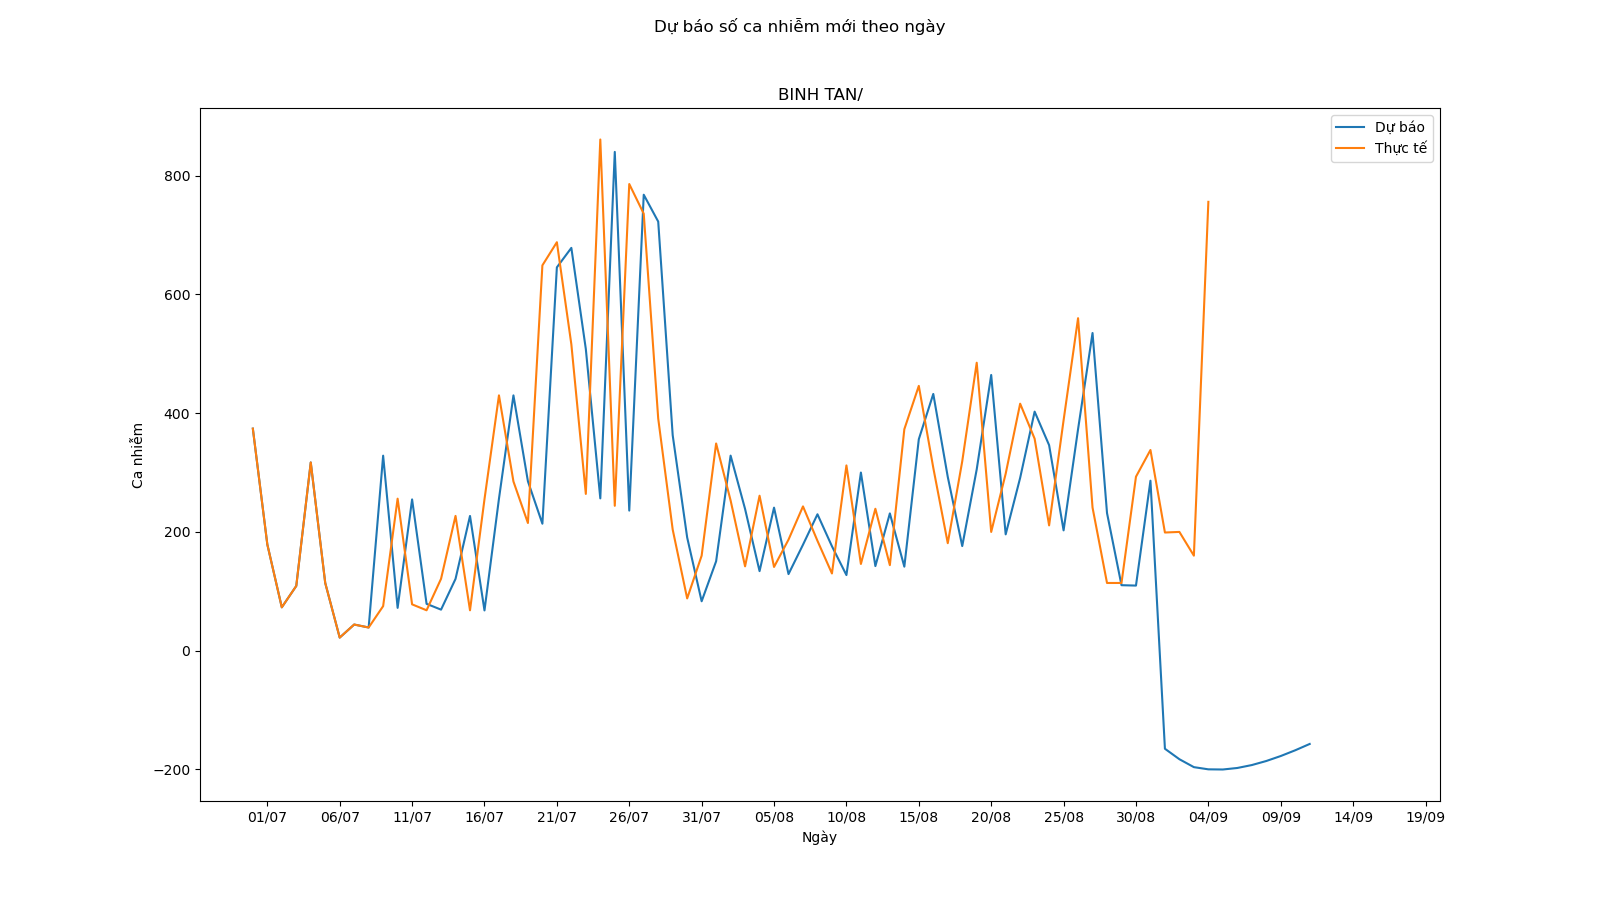 Dự báo số ca nhiễm mới theo ngày
BINH TAN/
Dự báo
Thực tế
Ca nhiễm
800
600
400
200
0
−200
01/07 06/07 11/07 16/07 21/07 26/07 31/07 05/08 10/08 15/08 20/08 25/08 30/08 04/09 09/09 14/09 19/09
Ngày